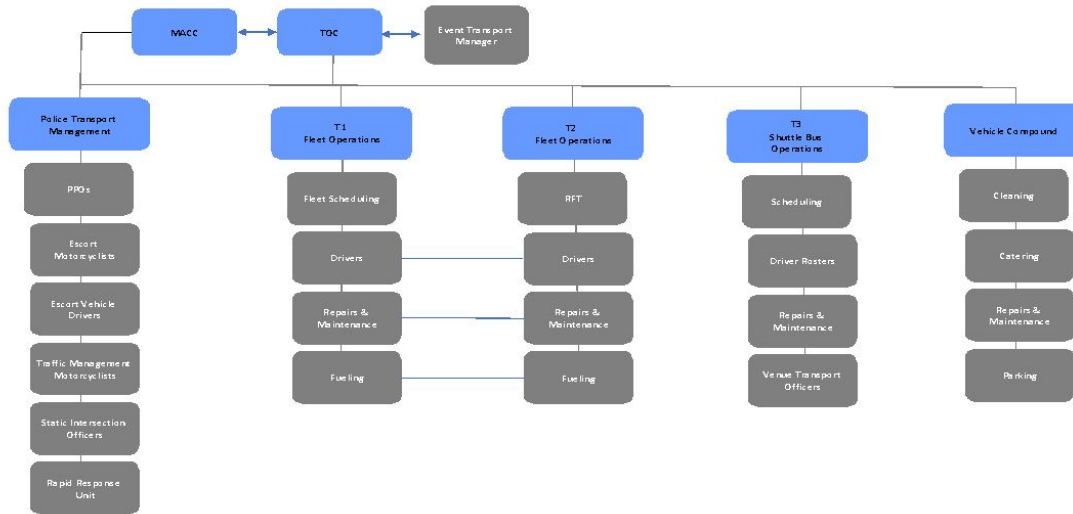 MACC
TOC
Event Transport
Manager
Police Transport
Management
T1
Fleet Operations
T2
Fleet Operations
T3
Shuttle Bus
Operations
Vehicle Compound
PPOs
Escort
Motorcyclists
Escort Vehicle
Drivers
Traffic Management
Motorcyclists
Static Intersection
Officers
Rapid Response
Unit
Fleet Scheduling
Drivers
Repairs &
Maintenance
Fueling
RFT
Drivers
Repairs &
Maintenance
Fueling
Scheduling
Driver Rosters
Repairs &
Maintenance
Venue Transport
Officers
Cleaning
Catering
Repairs &
Maintenance
Parking